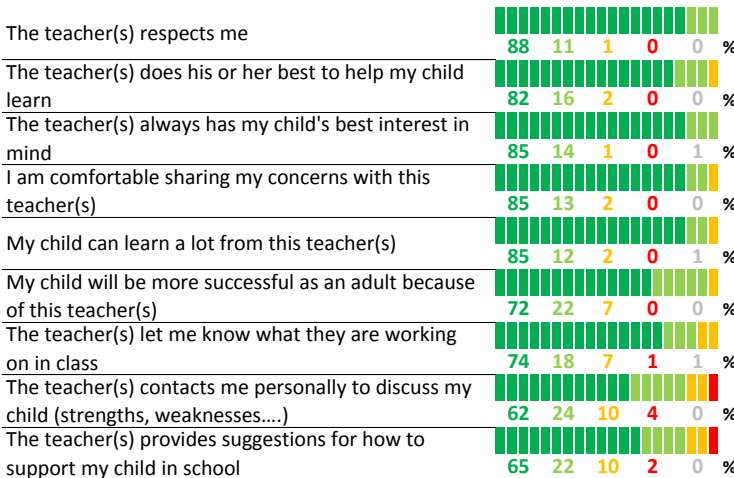 The teacher(s) respects me
88 11 1 0 0 %
The teacher(s) does his or her best to help my child
learn
82 16 2 0 0 %
The teacher(s) always has my child's best interest in
mind
85 14 1 0 1 %
I am comfortable sharing my concerns with this
teacher(s)
85 13 2 0 0 %
My child can learn a lot from this teacher(s)
85 12 2 0 1 %
My child will be more successful as an adult because
of this teacher(s)
72 22 7 0 0 %
The teacher(s) let me know what they are working
on in class
74 18 7 1 1 %
The teacher(s) contacts me personally to discuss my
child (strengths, weaknesses....)
62 24 10 4 0 %
The teacher(s) provides suggestions for how to
support my child in school
65 22 10 2 0 %